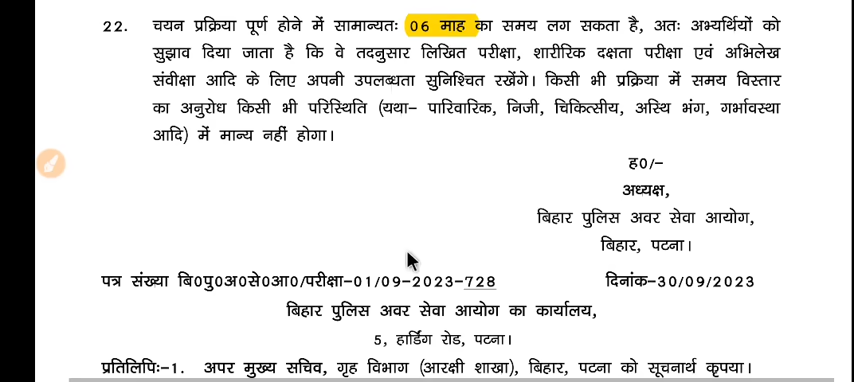 22. चयन प्रक्रिया पूर्ण होने में सामान्यतः 06 माह का समय लग सकता है, अतः अभ्यर्थियों को
सुझाव दिया जाता है कि वे तदनुसार लिखित परीक्षा, शारीरिक दक्षता परीक्षा एवं अभिलेख
संवीक्षा आदि के लिए अपनी उपलब्धता सुनिश्चित रखेंगे। किसी भी प्रक्रिया में समय विस्तार
का अनुरोध किसी भी परिस्थिति (यथा– पारिवारिक, निजी, चिकित्सीय, अस्थि भंग, गर्भावस्था
आदि) में मान्य नहीं होगा।
ह0/–
अध्यक्ष,
बिहार पुलिस अवर सेवा आयोग,
बिहार, पटना।
पत्र संख्या बि0पु0अ0से0आ0/परीक्षा–01/09–2023–728 दिनांक–30/09/2023
बिहार पुलिस अवर सेवा आयोग का कार्यालय,
5, हार्डिंग रोड, पटना।
प्रतिलिपिः–1. अपर मुख्य सचिव, गृह विभाग (आरक्षी शाखा), बिहार, पटना को सूचनार्थ कृपया।